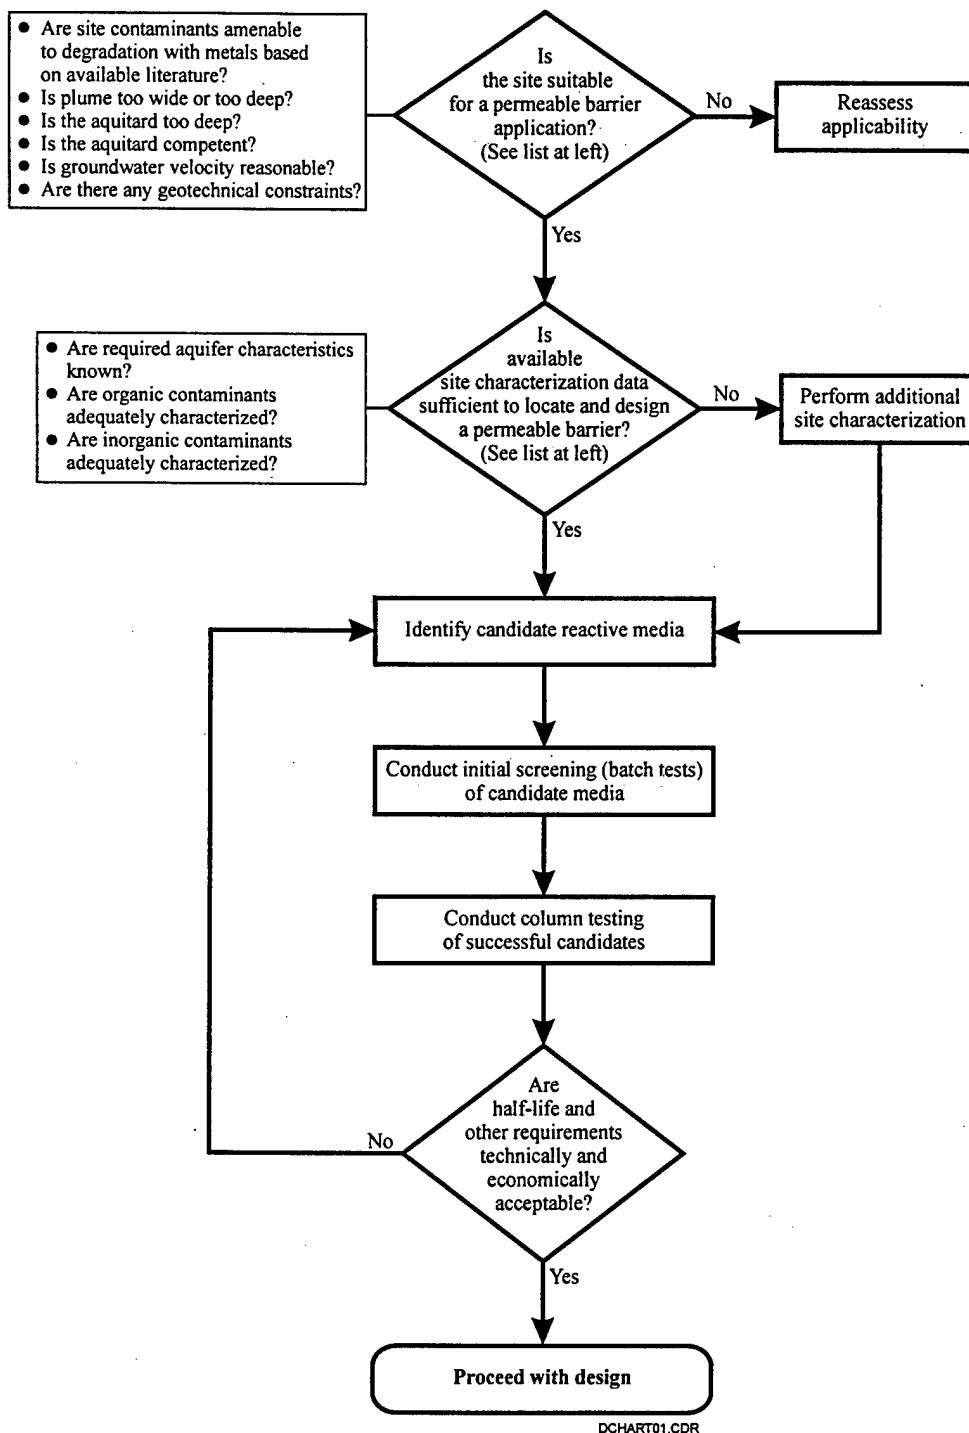 ● Are site contaminants amenable
to degradation with metals based
on available literature?
● Is plume too wide or too deep?
● Is the aquitard too deep?
● Is the aquitard competent?
● Is groundwater velocity reasonable?
● Are there any geotechnical constraints?
Is
the site suitable
for a permeable barrier
application?
(See list at left)
No
Reassess
applicability
Yes
● Are required aquifer characteristics
known?
● Are organic contaminants
adequately characterized?
● Are inorganic contaminants
adequately characterized?
Is
available
site characterization data
sufficient to locate and design
a permeable barrier?
(See list at left)
No
Perform additional
site characterization
Yes
Identify candidate reactive media
Conduct initial screening (batch tests)
of candidate media
Conduct column testing
of successful candidates
Are
half-life and
other requirements
technically and
economically
acceptable?
No
Yes
Proceed with design
DCHART01.CDR